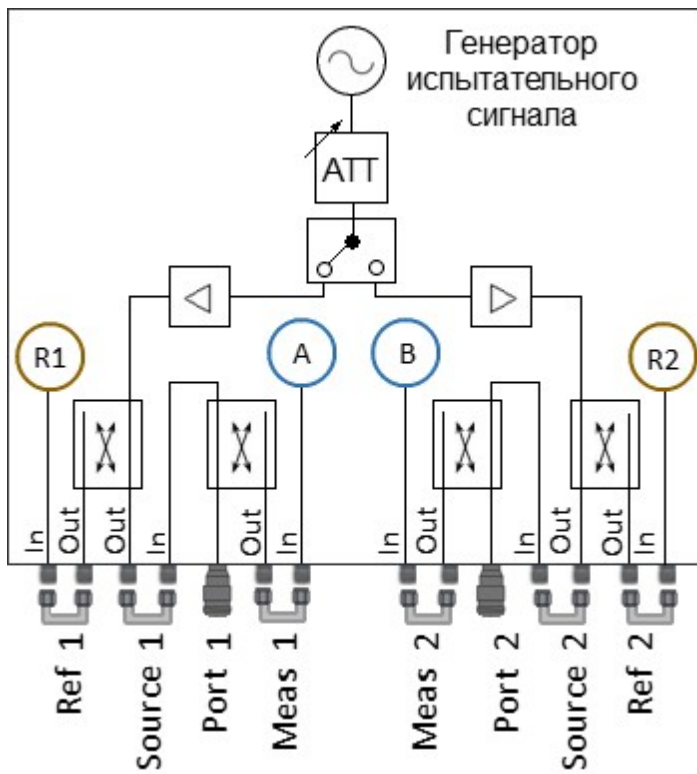 Генератор
испытательного
сигнала
АТТ
R1
A
B
R2
In
Out
Out
In
Out
In
In
Out
In
Out
Out
In
Ref 1
Source 1
Port 1
Meas 1
Meas 2
Port 2
Source 2
Ref 2